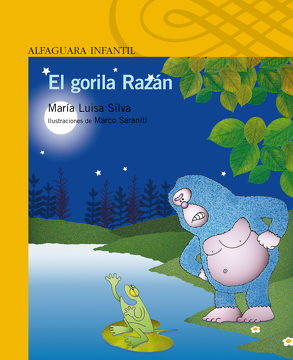 ALFAGUARA INFANTIL
El gorila Razán
María Luisa Silva
Ilustraciones de Marco Saraniti